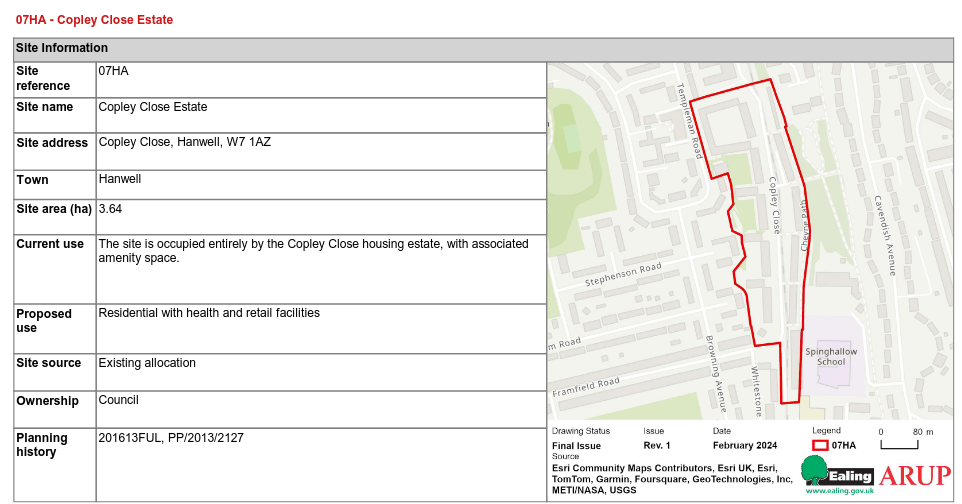 07HA - Copley Close Estate
Site Information
Site
reference
07HA
Site name
Copley Close Estate
Site address
Copley Close, Hanwell, W7 1AZ
Town
Hanwell
Site area (ha)
3.64
Current use
The site is occupied entirely by the Copley Close housing estate, with associated
amenity space.
Proposed
use
Residential with health and retail facilities
Site source
Existing allocation
Ownership
Council
Planning
history
201613FUL, PP/2013/2127
Templeman Road
Copley Close
Cavendish Avenue
Stephenson Road
m Road
Framfield Road
Browning Avenue
Whitestone
Springhallow
School
Drawing Status
Final Issue
Issue
Rev. 1
Date
February 2024
Legend
07HA
0
80 m
Source
Esri Community Maps Contributors, Esri UK, Esri,
TomTom, Garmin, Foursquare, GeoTechnologies, Inc,
METI/NASA, USGS
Ealing
www.ealing.gov.uk
ARUP